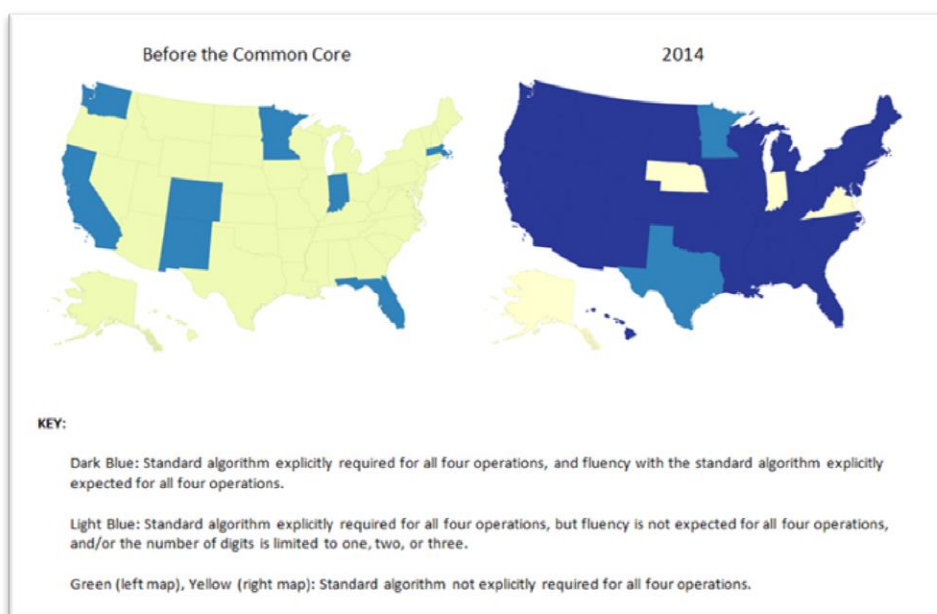 Before the Common Core
2014
KEY:
Dark Blue: Standard algorithm explicitly required for all four operations, and fluency with the standard algorithm explicitly
expected for all four operations.
Light Blue: Standard algorithm explicitly required for all four operations, but fluency is not expected for all four operations,
and/or the number of digits is limited to one, two, or three.
Green (left map), Yellow (right map): Standard algorithm not explicitly required for all four operations.